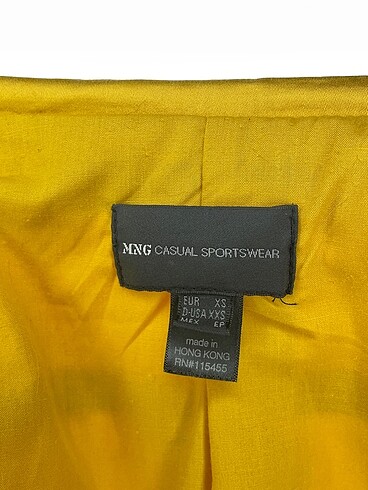 MNG CASUAL SPORTSWEAR
EUR XS
D-USA XXS
MEX EP
made in
HONG KONG
RN#115455